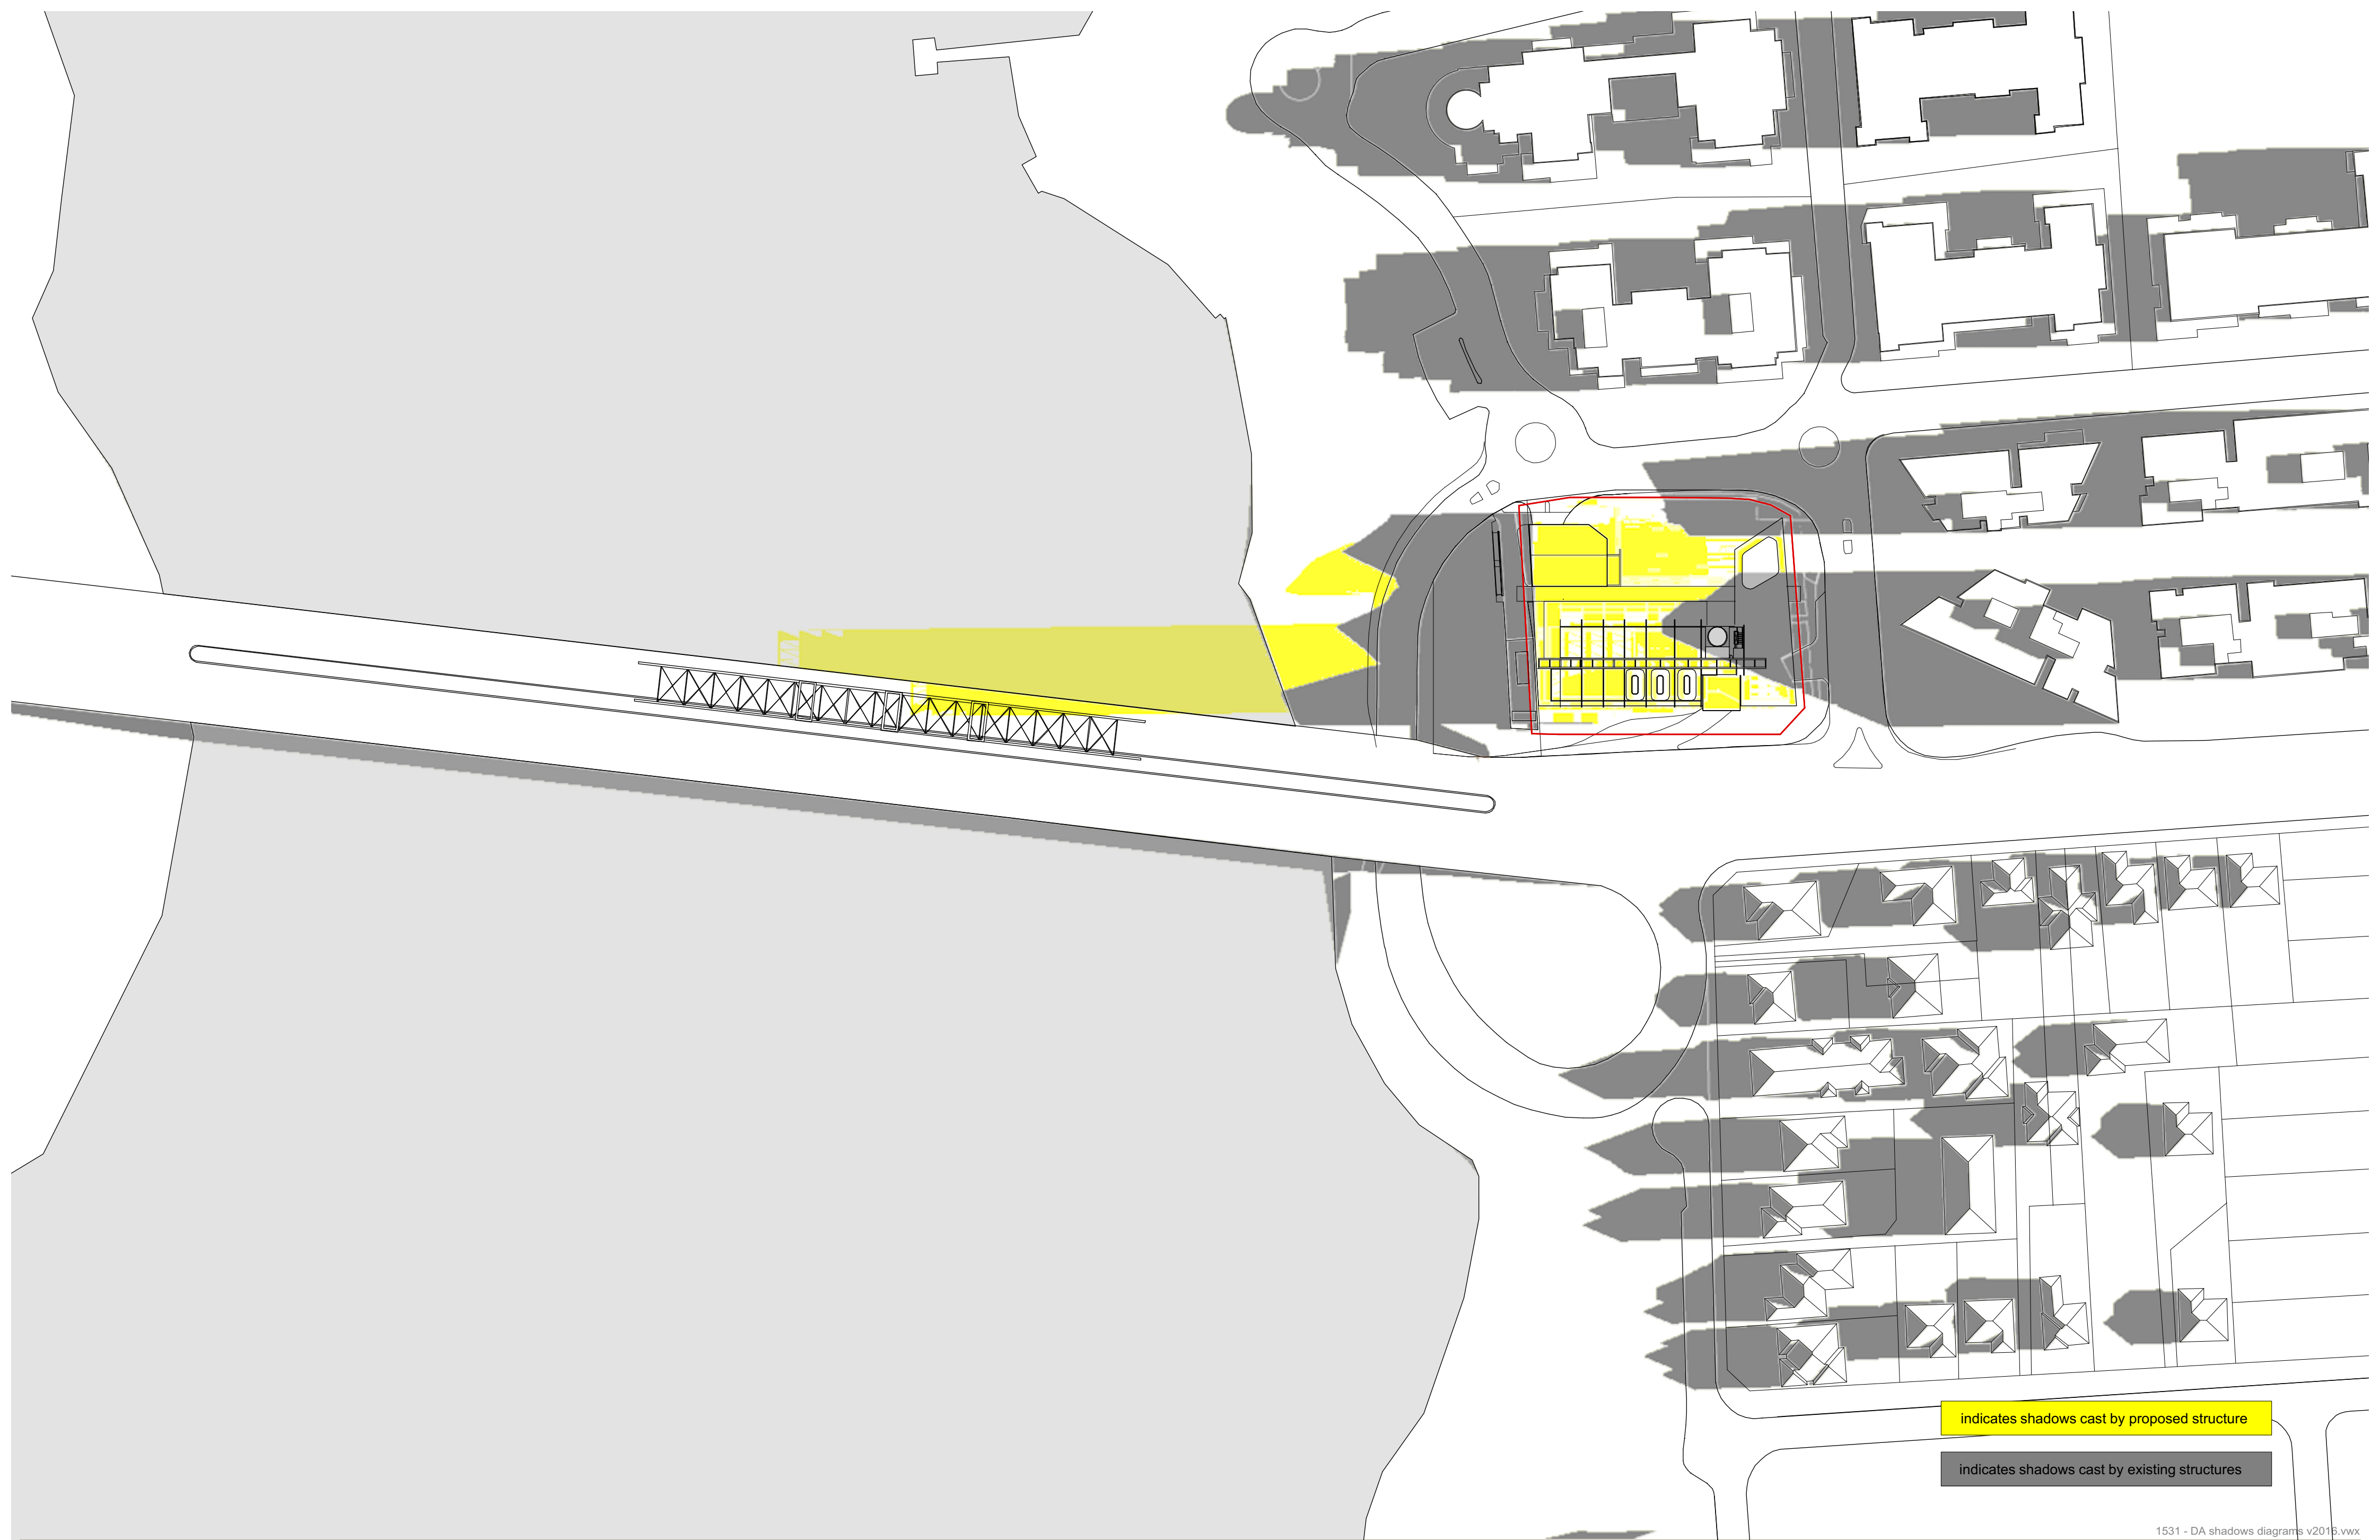 indicates shadows cast by proposed structure
indicates shadows cast by existing structures
1531 - DA shadows diagrams v2016.vwx